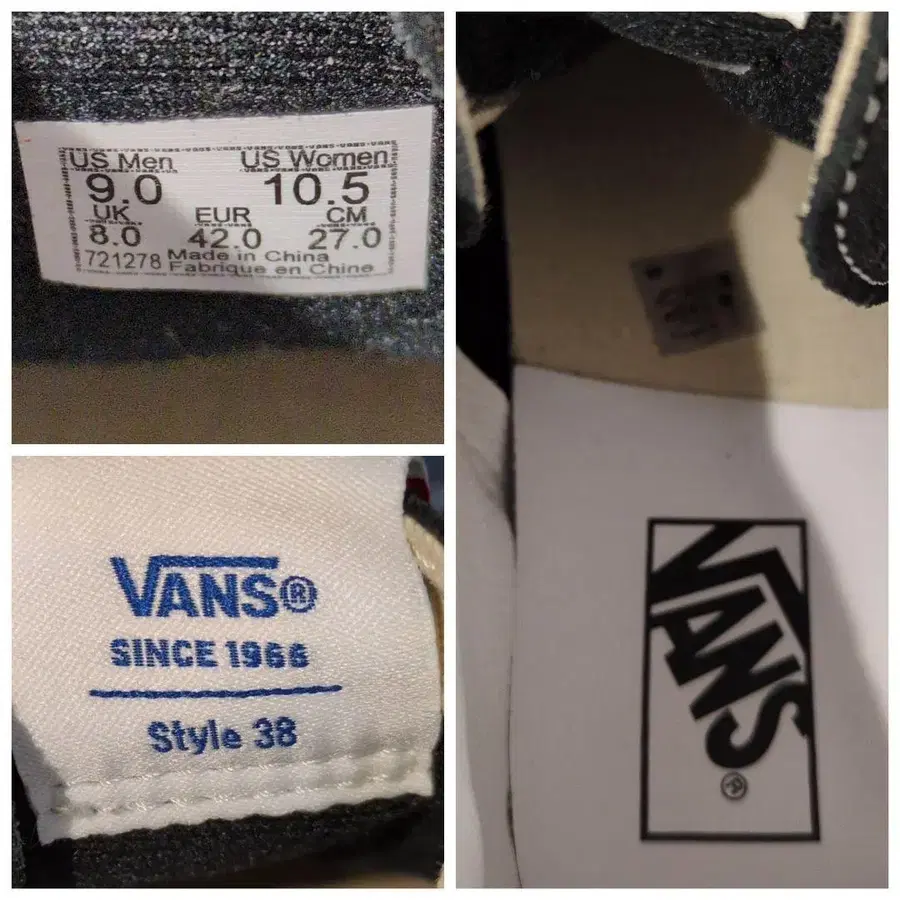 US Men US Women
9.0 10.5
UK EUR CM
8.0 42.0 27.0
721278 Made in China
Fabrique en Chine
VANS®
SINCE 1966
Style 38
VANS
®